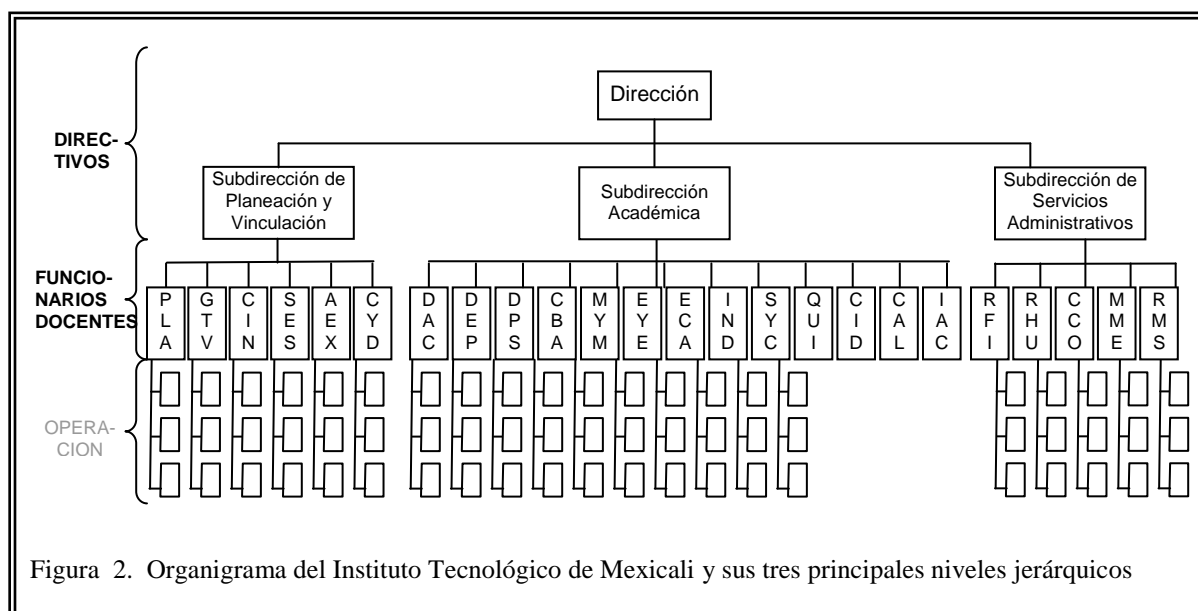 Dirección
DIREC-
TIVOS
Subdirección de
Planeación y
Vinculación
Subdirección
Académica
Subdirección de
Servicios
Administrativos
FUNCIO-
NARIOS
DOCENTES
PLA
GTV
CIN
SES
AEX
CYD
DAC
DEP
DPS
CBA
MYM
EYE
ECA
IND
SYC
QUI
CID
CAL
IAC
RFI
RHU
CCO
MME
RMS
OPERA-
CION
Figura 2. Organigrama del Instituto Tecnológico de Mexicali y sus tres principales niveles jerárquicos